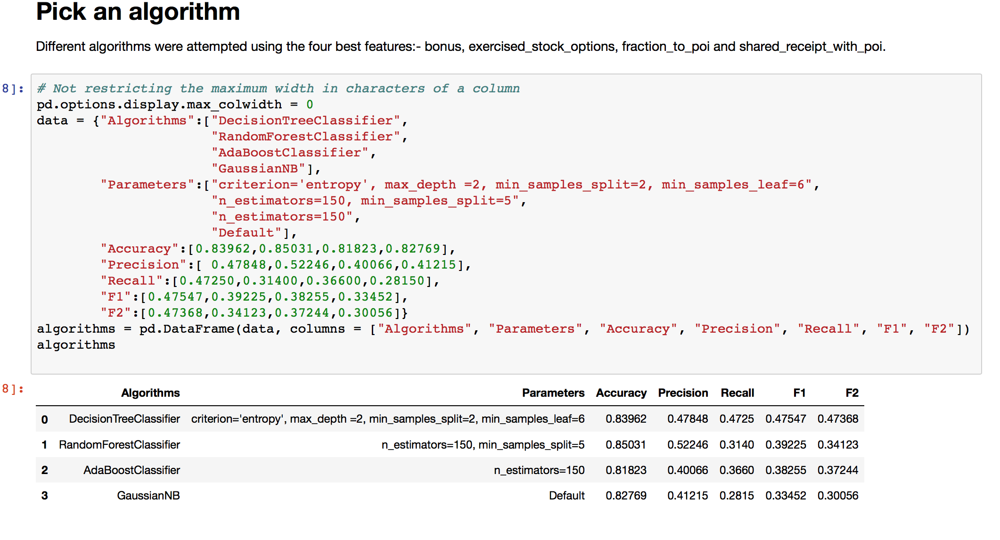 Pick an algorithm
Different algorithms were attempted using the four best features:- bonus, exercised_stock_options, fraction_to_poi and shared_receipt_with_poi.
8]: # Not restricting the maximum width in characters of a column
pd.options.display.max_colwidth = 0
data = {"Algorithms":["DecisionTreeClassifier",
"RandomForestClassifier",
"AdaBoostClassifier",
"GaussianNB"],
"Parameters":["criterion='entropy', max_depth =2, min_samples_split=2, min_samples_leaf=6",
"n_estimators=150, min_samples_split=5",
"n_estimators=150",
"Default"],
"Accuracy":[0.83962,0.85031,0.81823,0.82769],
"Precision":[ 0.47848,0.52246,0.40066,0.41215],
"Recall":[0.47250,0.31400,0.36600,0.28150],
"F1":[0.47547,0.39225,0.38255,0.33452],
"F2":[0.47368,0.34123,0.37244,0.30056]}
algorithms = pd.DataFrame(data, columns = ["Algorithms", "Parameters", "Accuracy", "Precision", "Recall", "F1", "F2"])
algorithms
8]:
Algorithms Parameters Accuracy Precision Recall F1 F2
0 DecisionTreeClassifier criterion='entropy', max_depth =2, min_samples_split=2, min_samples_leaf=6 0.83962 0.47848 0.4725 0.47547 0.47368
1 RandomForestClassifier n_estimators=150, min_samples_split=5 0.85031 0.52246 0.3140 0.39225 0.34123
2 AdaBoostClassifier n_estimators=150 0.81823 0.40066 0.3660 0.38255 0.37244
3 GaussianNB Default 0.82769 0.41215 0.2815 0.33452 0.30056